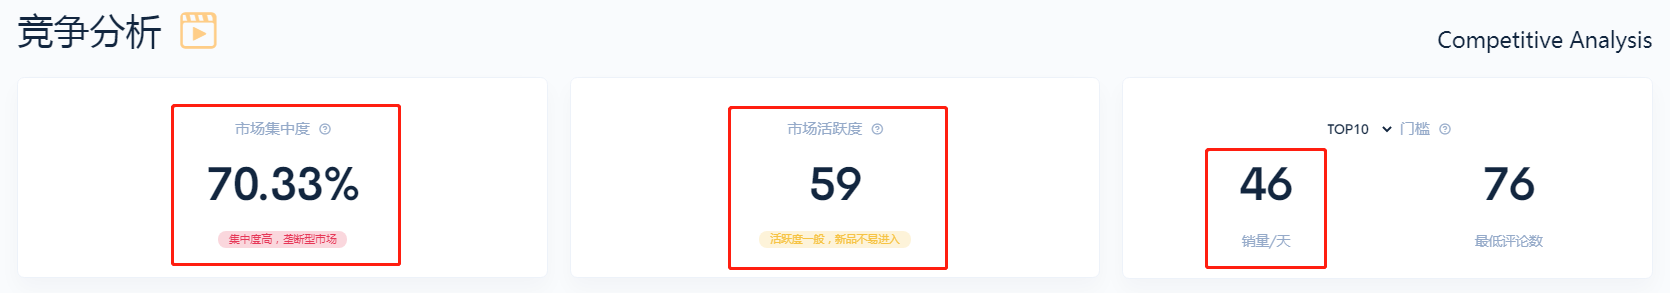 竞争分析
Competitive Analysis
市场集中度
70.33%
集中度高，垄断型市场
市场活跃度
59
活跃度一般，新品不易进入
TOP10 门槛
46
销量/天
76
最低评论数